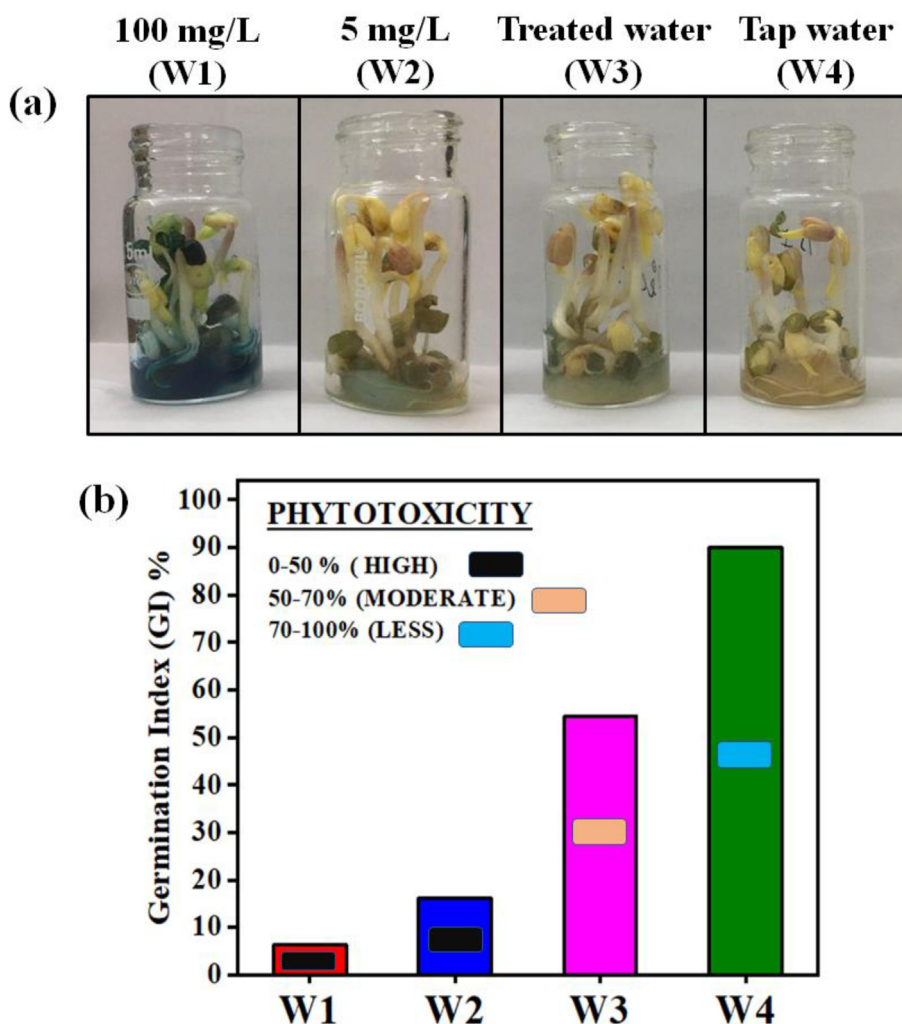 100 mg/L 5 mg/L Treated water Tap water
(W1) (W2) (W3) (W4)
(a)
5m
BOROSIL
(b)
PHYTOTOXICITY
0-50 % ( HIGH)
50-70% (MODERATE)
70-100% (LESS)
Germination Index (GI) %
100
90
80
70
60
50
40
30
20
10
0
W1 W2 W3 W4